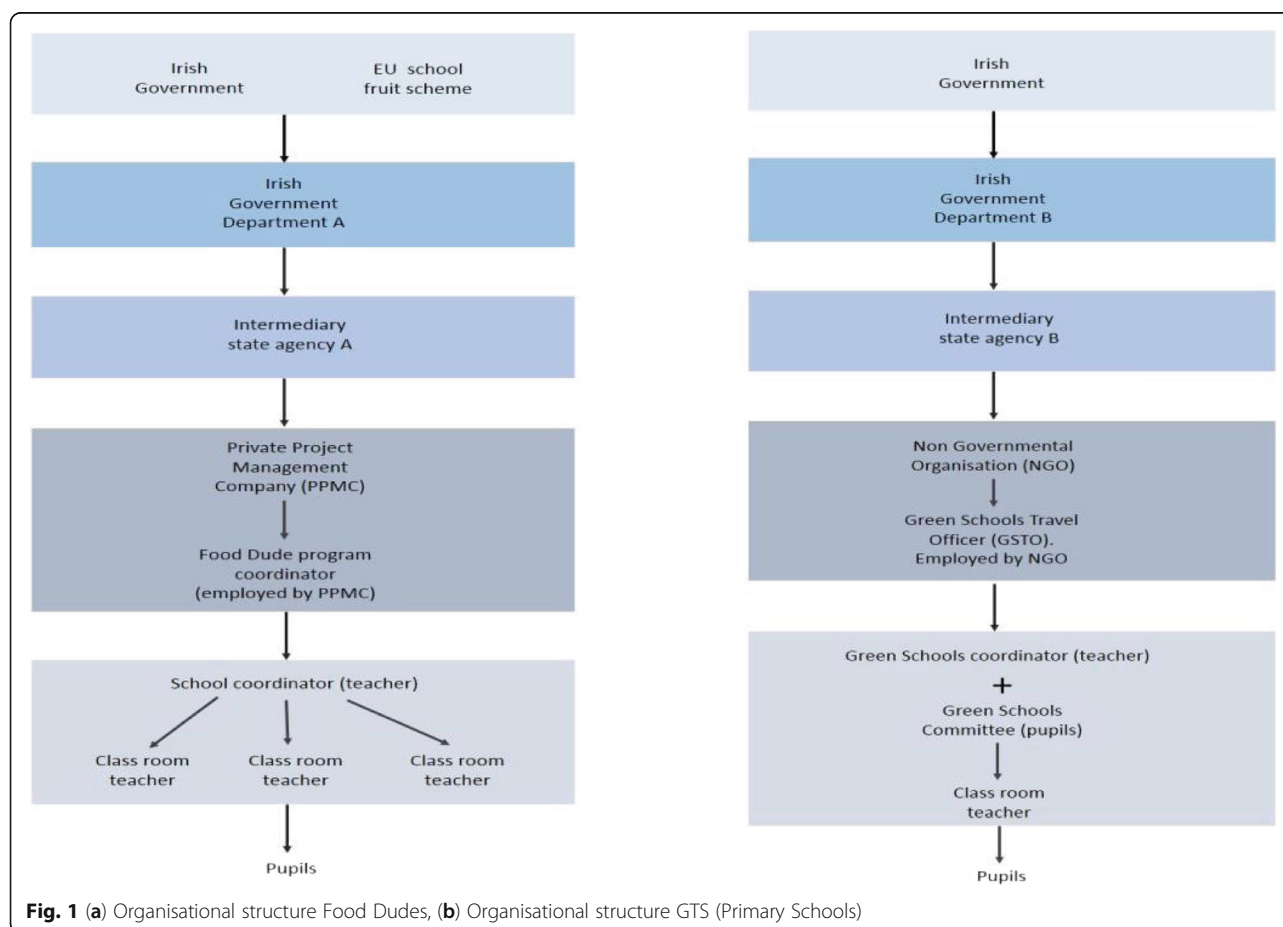 Irish
Government
EU school
fruit scheme
Irish
Government
Department A
Intermediary
state agency A
Private Project
Management
Company (PPMC)
Food Dude program
coordinator
(employed by PPMC)
School coordinator (teacher)
Class room
teacher
Class room
teacher
Class room
teacher
Pupils
Irish
Government
Irish
Government
Department B
Intermediary
state agency B
Non Governmental
Organisation (NGO)
Green Schools Travel
Officer (GSTO).
Employed by NGO
Green Schools coordinator (teacher)
+
Green Schools
Committee (pupils)
Class room
teacher
Pupils
Fig. 1 (a) Organisational structure Food Dudes, (b) Organisational structure GTS (Primary Schools)